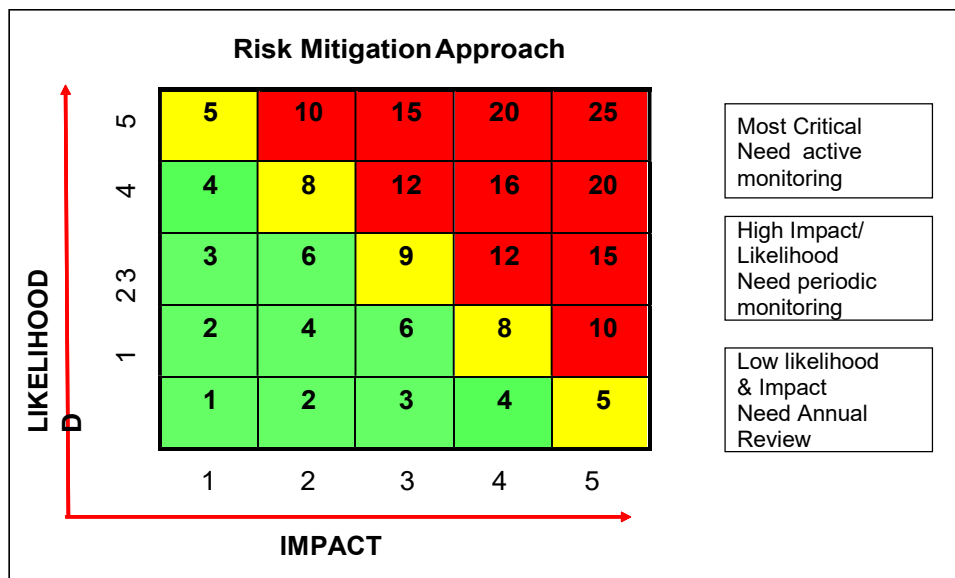 Risk Mitigation Approach
5
5 10 15 20 25
4
4 8 12 16 20
23
3 6 9 12 15
1
2 4 6 8 10
1 2 3 4 5
LIKELIHOOD
D
1 2 3 4 5
IMPACT
Most Critical
Need active
monitoring
High Impact/
Likelihood
Need periodic
monitoring
Low likelihood
& Impact
Need Annual
Review